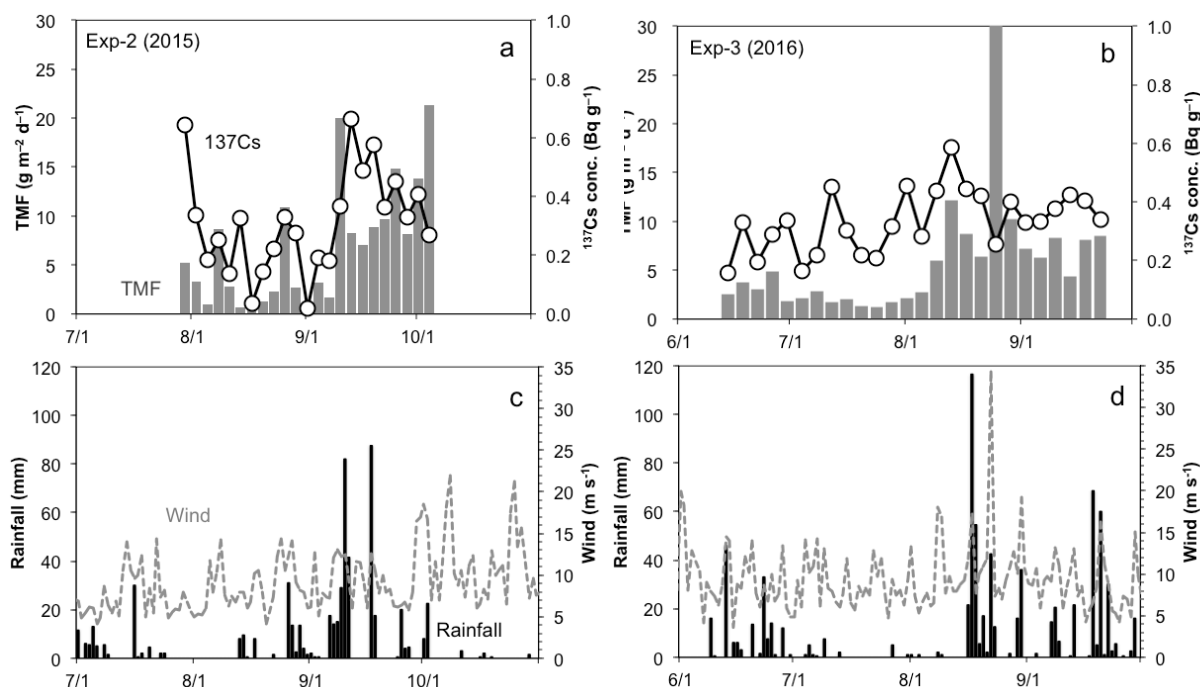 Exp-2 (2015)
a
137Cs
TMF
TMF (g m⁻² d⁻¹)
30
25
20
15
10
5
0
1.0
0.8
0.6
0.4
0.2
0.0
¹³⁷Cs conc. (Bq g⁻¹)
7/1 8/1 9/1 10/1
Exp-3 (2016)
b
30
25
20
15
10
5
0
1.0
0.8
0.6
0.4
0.2
0.0
¹³⁷Cs conc. (Bq g⁻¹)
6/1 7/1 8/1 9/1
c
Wind
Rainfall
Rainfall (mm)
120
100
80
60
40
20
0
35
30
25
20
15
10
5
0
Wind (m s⁻¹)
7/1 8/1 9/1 10/1
d
Rainfall (mm)
120
100
80
60
40
20
0
35
30
25
20
15
10
5
0
Wind (m s⁻¹)
6/1 7/1 8/1 9/1